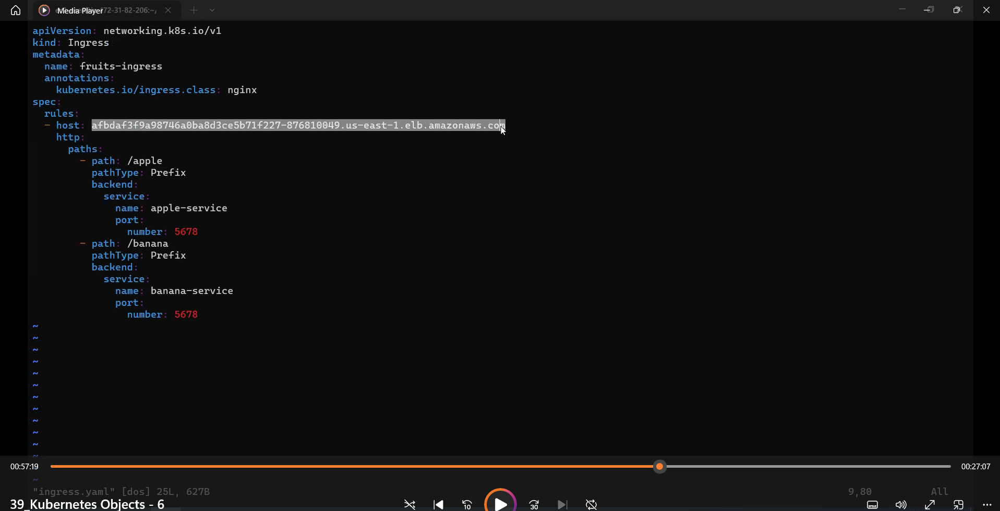 Media Player
72-31-82-206:~/
apiVersion: networking.k8s.io/v1
kind: Ingress
metadata:
  name: fruits-ingress
  annotations:
    kubernetes.io/ingress.class: nginx
spec:
  rules:
  - host: afbdaf3f9a98746a0ba8d3ce5b71f227-876810049.us-east-1.elb.amazonaws.com
    http:
      paths:
        - path: /apple
          pathType: Prefix
          backend:
            service:
              name: apple-service
              port:
                number: 5678
        - path: /banana
          pathType: Prefix
          backend:
            service:
              name: banana-service
              port:
                number: 5678
~
~
~
~
~
~
~
~
~
~
~
~
~
~
00:57:19
00:27:07
"ingress.yaml" [dos] 25L, 627B
9,80
All
39_Kubernetes Objects - 6
10
30